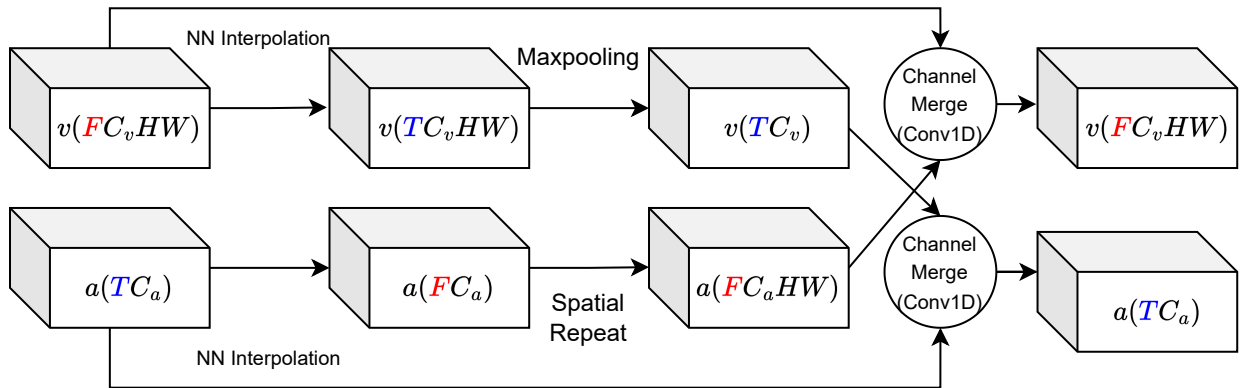 NN Interpolation
Maxpooling
v(FC_vHW)
v(TC_vHW)
v(TC_v)
Channel
Merge
(Conv1D)
v(FC_vHW)
a(TC_a)
a(FC_a)
a(FC_aHW)
Channel
Merge
(Conv1D)
a(TC_a)
Spatial
Repeat
NN Interpolation